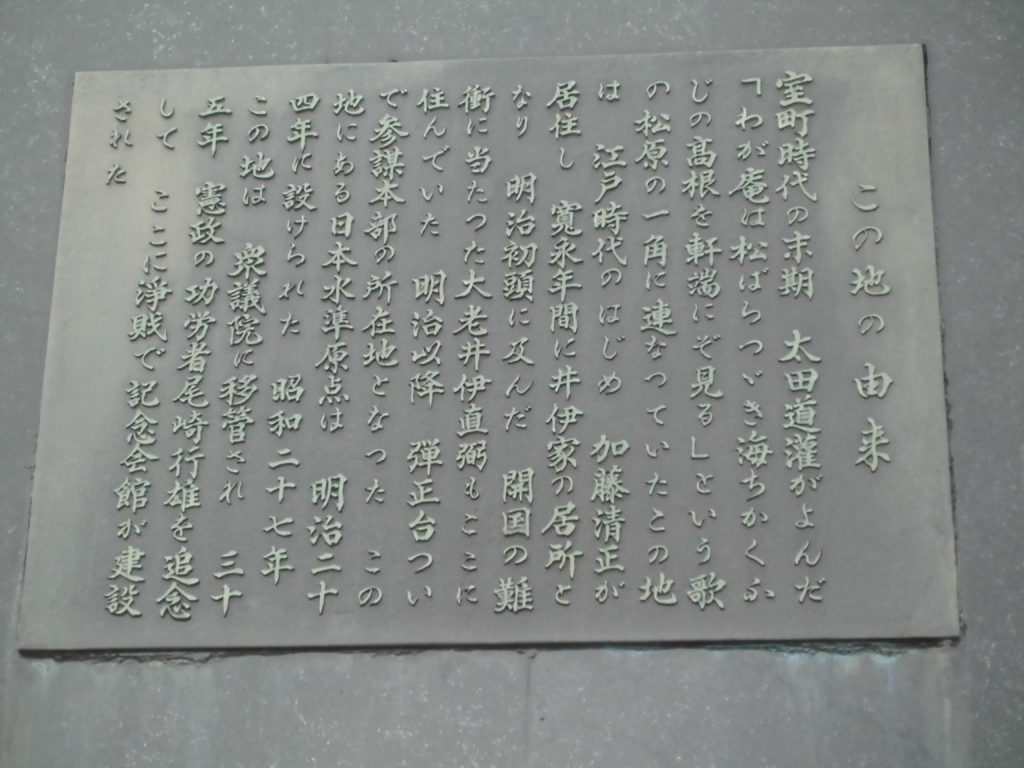 この地の由来
室町時代の末期　太田道灌がよんだ
「わが庵は松ばらつゞき海ちかくふ
じの高根を軒端にぞ見る」という歌
の松原の一角に連なっていたこの地
は　江戸時代のはじめ　加藤清正が
居住し　寛永年間に井伊家の居所と
なり　明治初頭に及んだ　開国の難
衝に当たつた大老井伊直弼もここに
住んでいた　明治以降　弾正台つい
で参謀本部の所在地となつた　この
地にある日本水準原点は　明治二十
四年に設けられた　昭和二十七年
この地は　衆議院に移管され　三十
五年　憲政の功労者尾崎行雄を追念
して　ここに浄賎で記念会館が建設
された